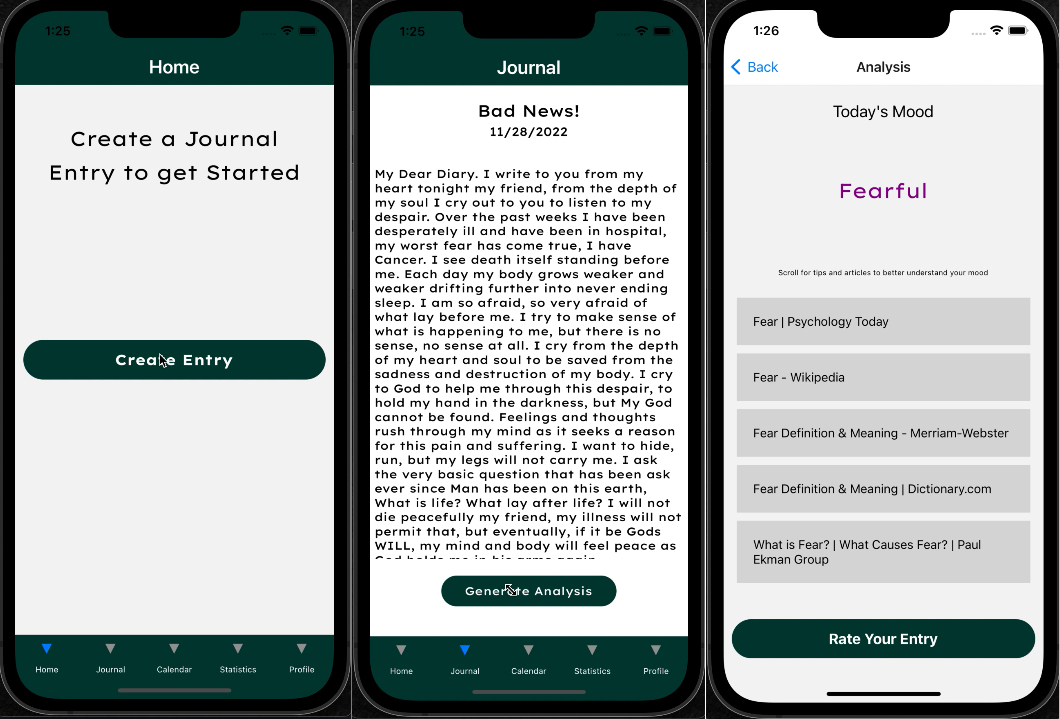 1:25
Home
Create a Journal
Entry to get Started
Create Entry
Home Journal Calendar Statistics Profile
1:25
Journal
Bad News!
11/28/2022
My Dear Diary. I write to you from my
heart tonight my friend, from the depth of
my soul I cry out to you to listen to my
despair. Over the past weeks I have been
desperately ill and have been in hospital,
my worst fear has come true, I have
Cancer. I see death itself standing before
me. Each day my body grows weaker and
weaker drifting further into never ending
sleep. I am so afraid, so very afraid of
what lay before me. I try to make sense of
what is happening to me, but there is no
sense, no sense at all. I cry from the depth
of my heart and soul to be saved from the
sadness and destruction of my body. I cry
to God to help me through this despair, to
hold my hand in the darkness, but My God
cannot be found. Feelings and thoughts
rush through my mind as it seeks a reason
for this pain and suffering. I want to hide,
run, but my legs will not carry me. I ask
the very basic question that has been ask
ever since Man has been on this earth,
What is life? What lay after life? I will not
die peacefully my friend, my illness will not
permit that, but eventually, if it be Gods
WILL, my mind and body will feel peace as
God holds me in his arms again
Generate Analysis
Home Journal Calendar Statistics Profile
1:26
Back Analysis
Today's Mood
Fearful
Scroll for tips and articles to better understand your mood
Fear | Psychology Today
Fear - Wikipedia
Fear Definition & Meaning - Merriam-Webster
Fear Definition & Meaning | Dictionary.com
What is Fear? | What Causes Fear? | Paul
Ekman Group
Rate Your Entry